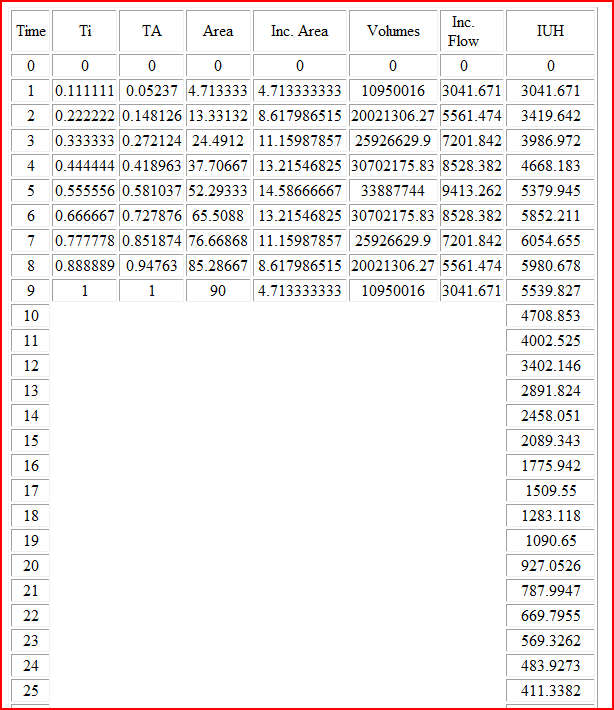 Time Ti TA Area Inc. Area Volumes Inc. Flow IUH
0 0 0 0 0 0 0 0
1 0.111111 0.05237 4.713333 4.713333333 10950016 3041.671 3041.671
2 0.222222 0.148126 13.33132 8.617986515 20021306.27 5561.474 3419.642
3 0.333333 0.272124 24.4912 11.15987857 25926629.9 7201.842 3986.972
4 0.444444 0.418963 37.70667 13.21546825 30702175.83 8528.382 4668.183
5 0.555556 0.581037 52.29333 14.58666667 33887744 9413.262 5379.945
6 0.666667 0.727876 65.5088 13.21546825 30702175.83 8528.382 5852.211
7 0.777778 0.851874 76.66868 11.15987857 25926629.9 7201.842 6054.655
8 0.888889 0.94763 85.28667 8.617986515 20021306.27 5561.474 5980.678
9 1 1 90 4.713333333 10950016 3041.671 5539.827
10 4708.853
11 4002.525
12 3402.146
13 2891.824
14 2458.051
15 2089.343
16 1775.942
17 1509.55
18 1283.118
19 1090.65
20 927.0526
21 787.9947
22 669.7955
23 569.3262
24 483.9273
25 411.3382